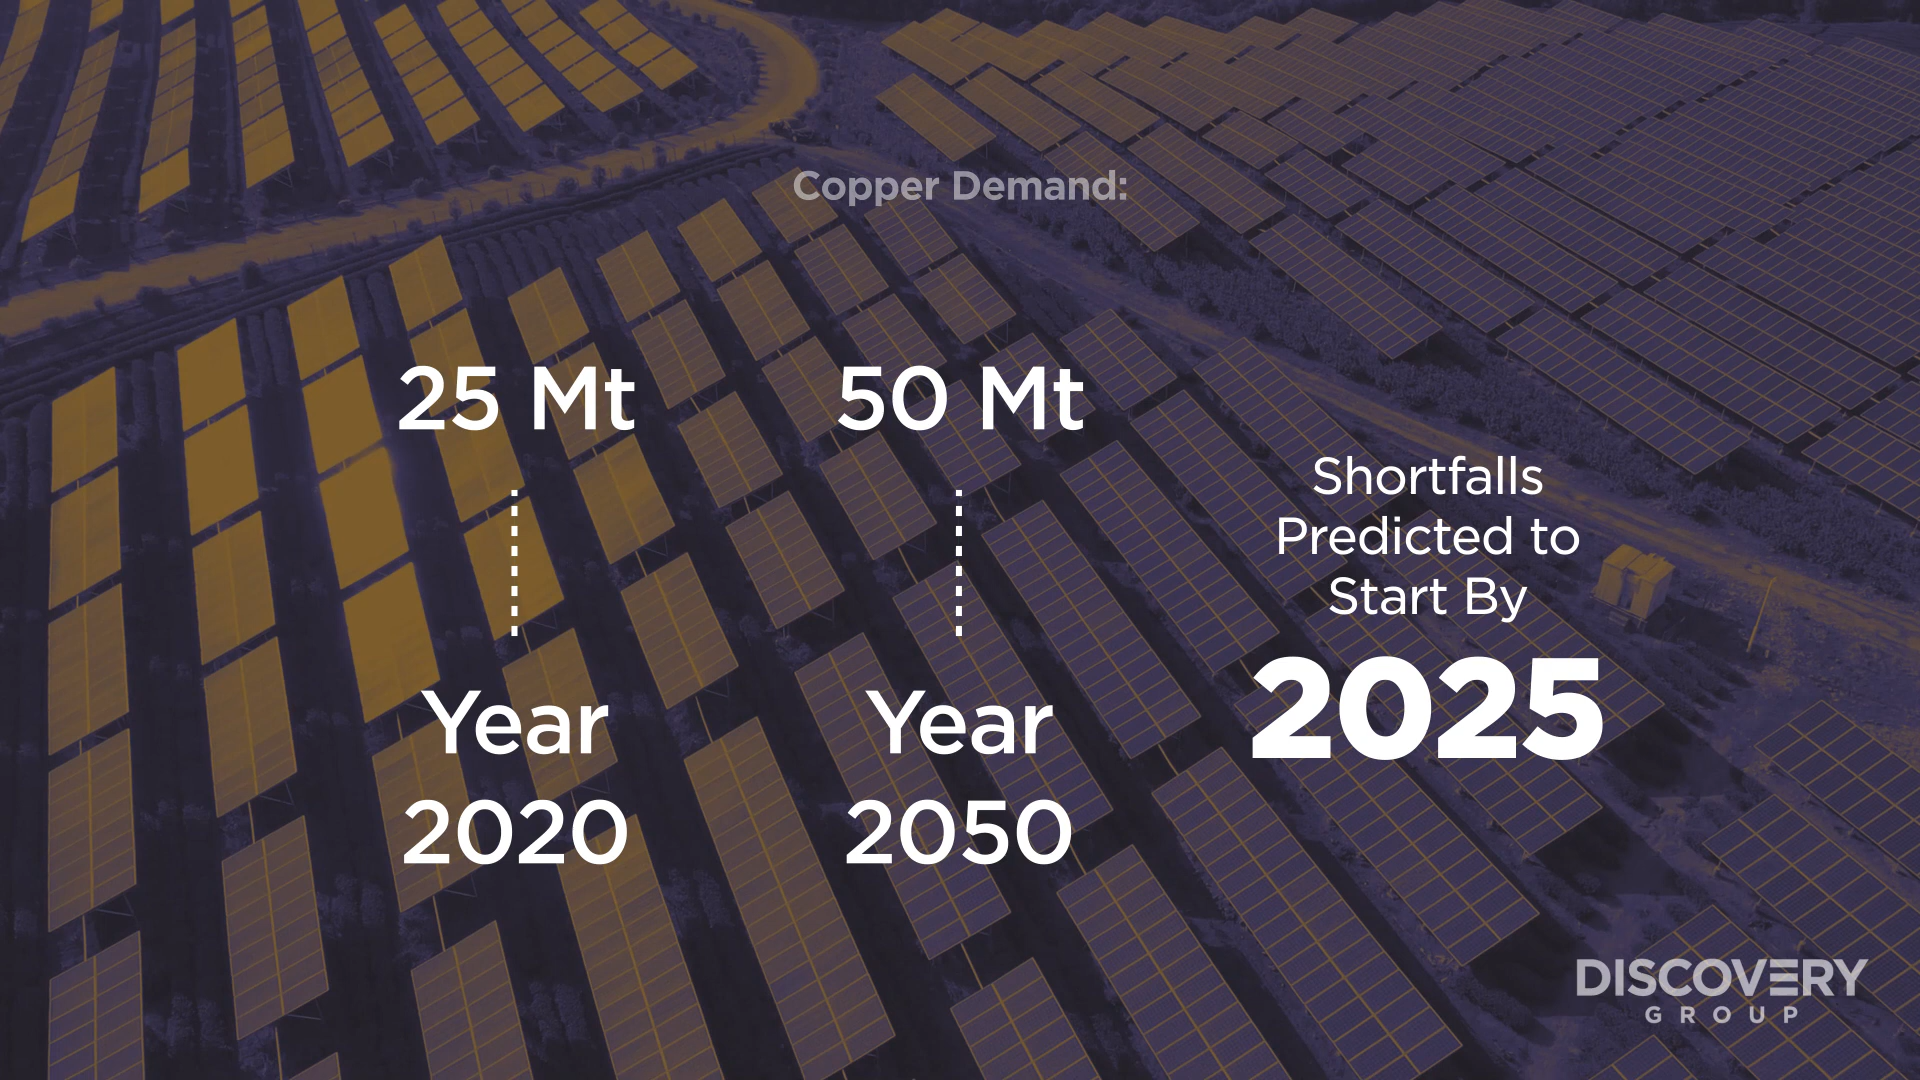 Copper Demand:
25 Mt
Year
2020
50 Mt
Year
2050
Shortfalls
Predicted to
Start By
2025
DISCOVERY
GROUP